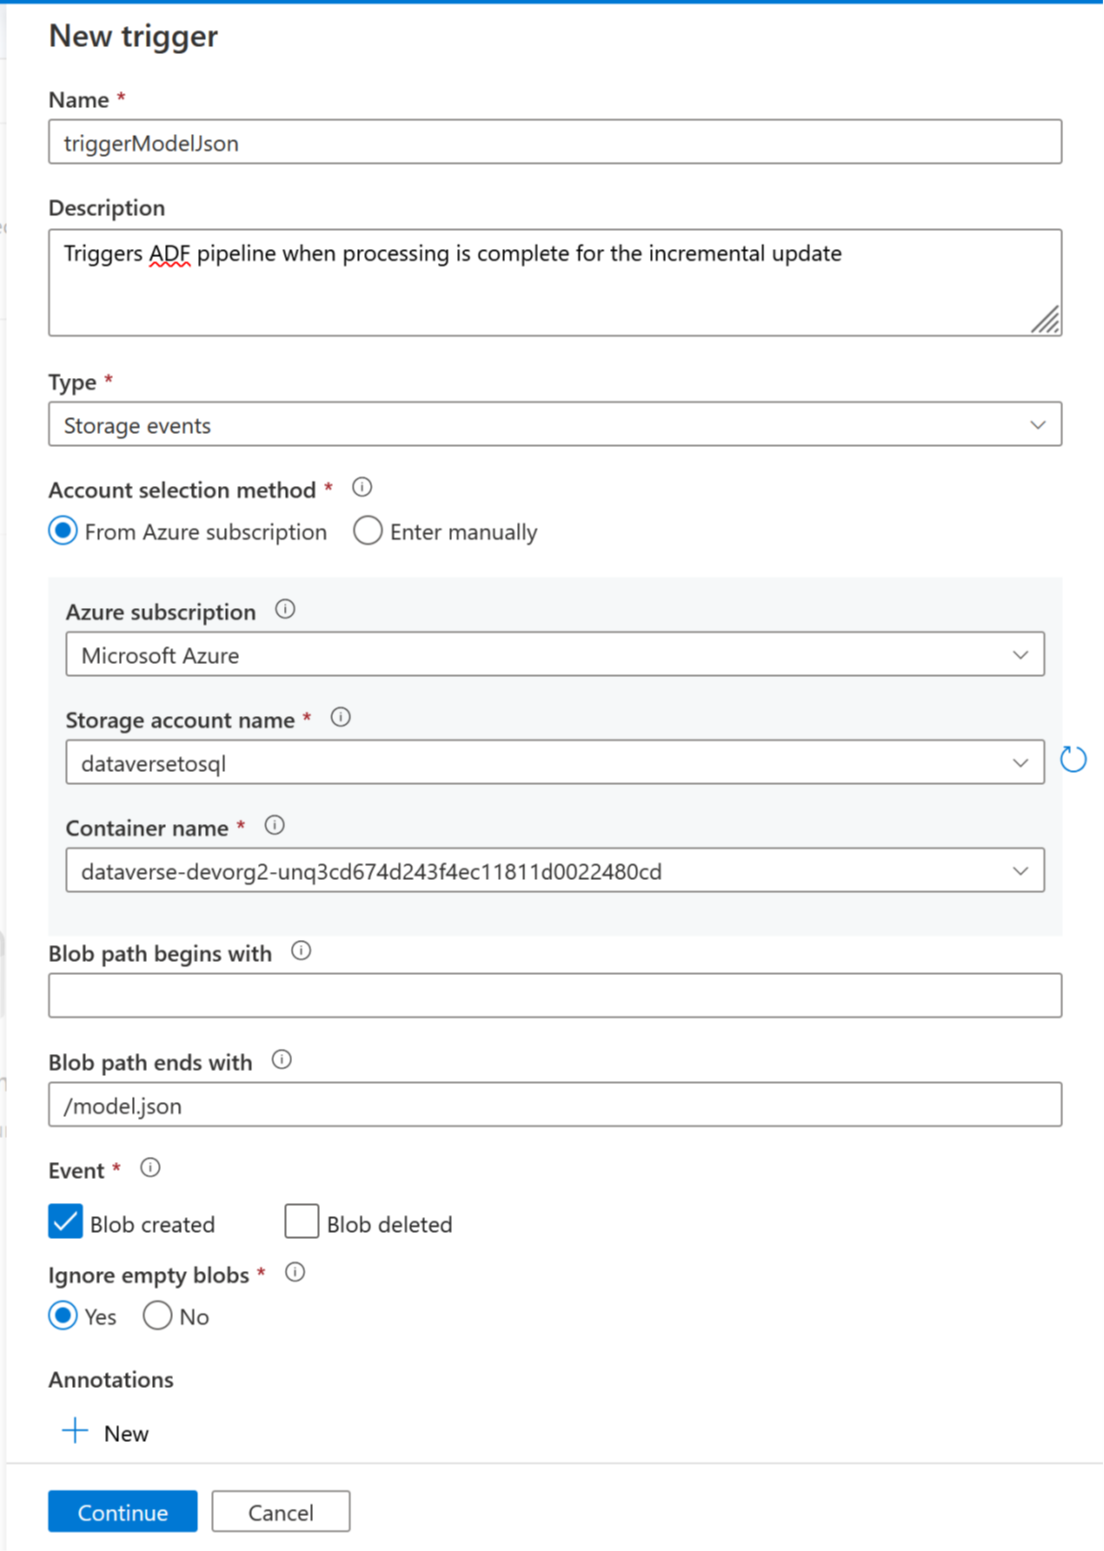 New trigger
Name *
triggerModelJson
Description
Triggers ADF pipeline when processing is complete for the incremental update
Type *
Storage events
Account selection method *
From Azure subscription Enter manually
Azure subscription
Microsoft Azure
Storage account name *
dataversetosql
Container name *
dataverse-devorg2-unq3cd674d243f4ec11811d0022480cd
Blob path begins with
Blob path ends with
/model.json
Event *
Blob created Blob deleted
Ignore empty blobs *
Yes No
Annotations
+ New
Continue Cancel